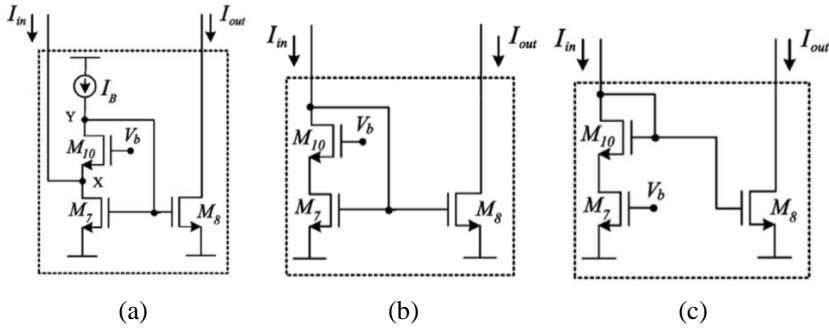 I_in I_out
I_B
Y
V_b
M_10
X
M_7 M_8
(a)
I_in I_out
V_b
M_10
M_7 M_8
(b)
I_in I_out
M_10
V_b
M_7 M_8
(c)